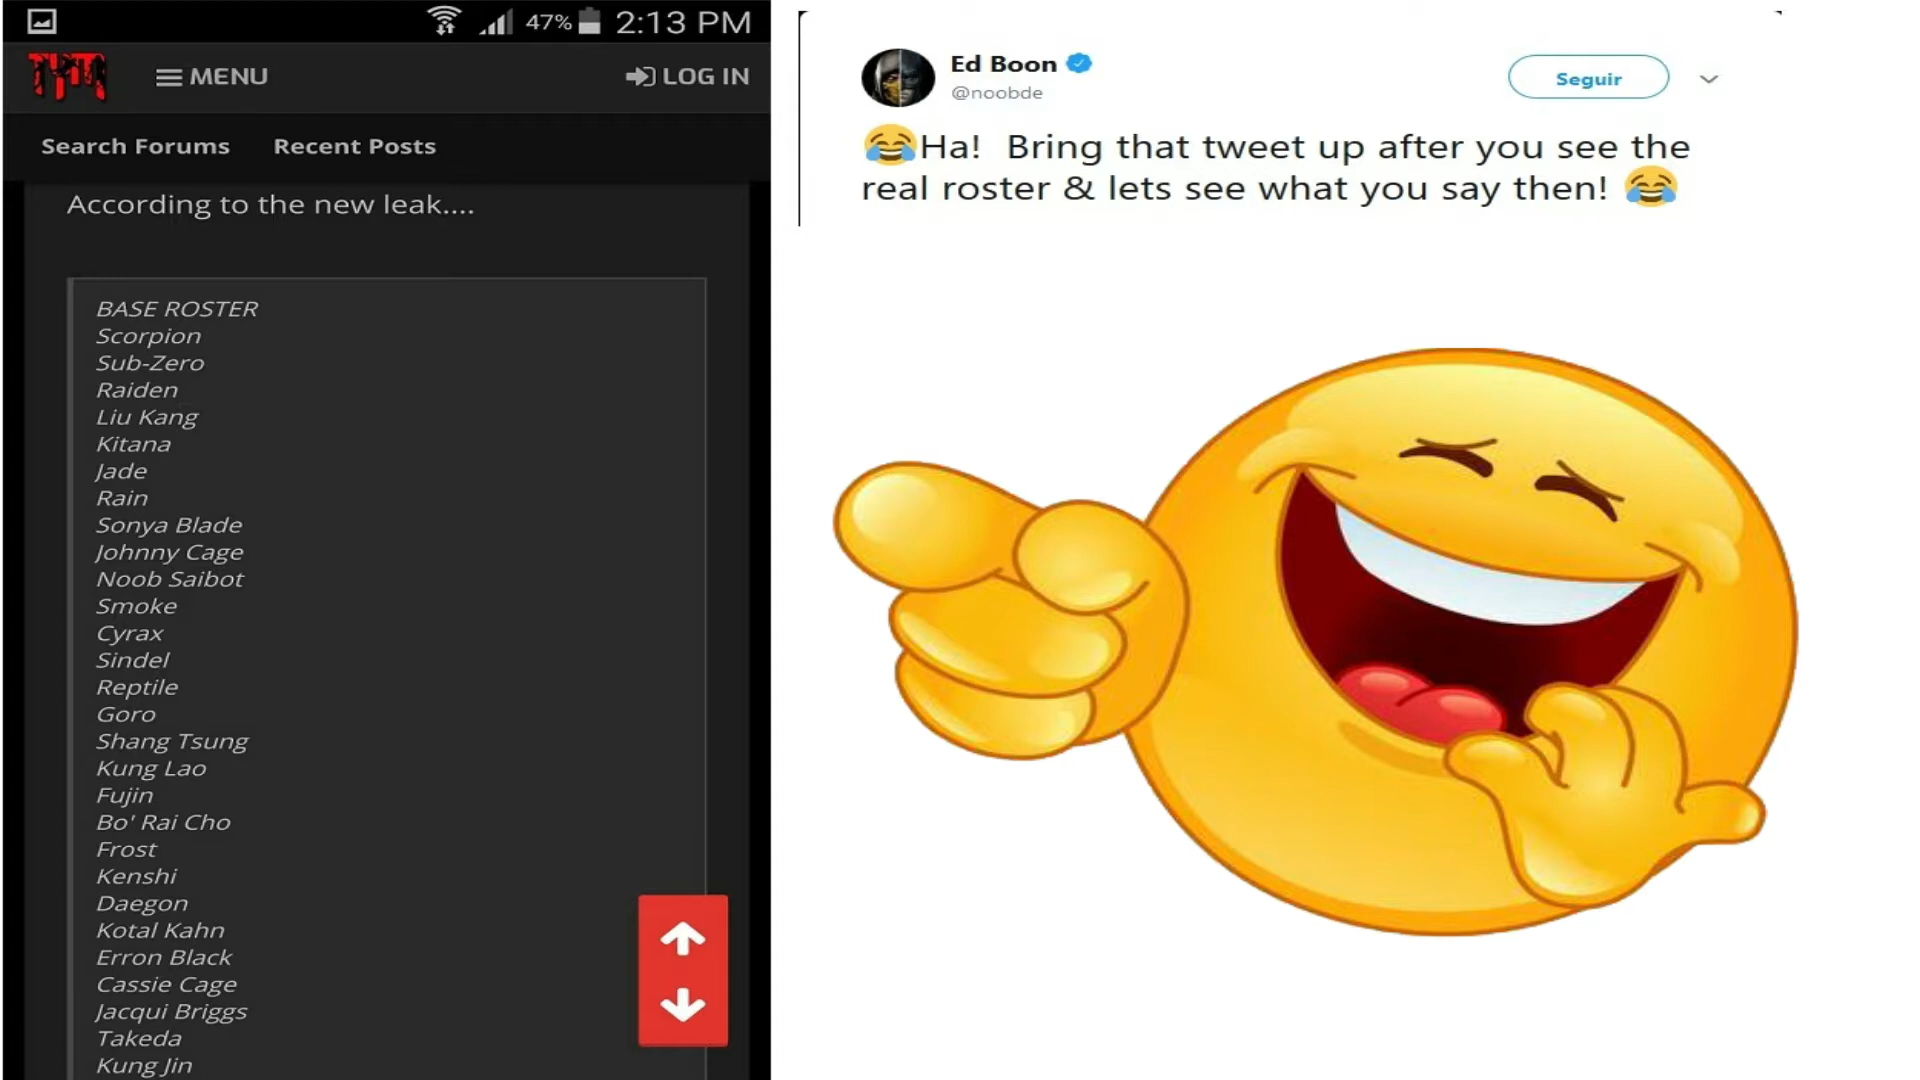 47% 2:13 PM
TYM MENU LOG IN
Search Forums Recent Posts
According to the new leak....
BASE ROSTER
Scorpion
Sub-Zero
Raiden
Liu Kang
Kitana
Jade
Rain
Sonya Blade
Johnny Cage
Noob Saibot
Smoke
Cyrax
Sindel
Reptile
Goro
Shang Tsung
Kung Lao
Fujin
Bo' Rai Cho
Frost
Kenshi
Daegon
Kotal Kahn
Erron Black
Cassie Cage
Jacqui Briggs
Takeda
Kung Jin
Ed Boon
@noobde
Seguir
😂Ha! Bring that tweet up after you see the
real roster & lets see what you say then! 😂